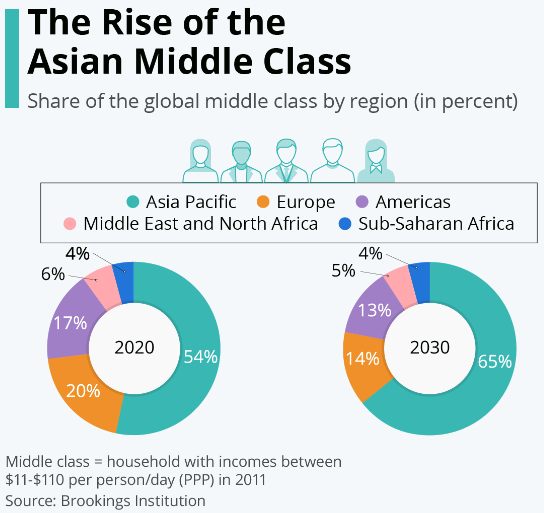 The Rise of the
Asian Middle Class
Share of the global middle class by region (in percent)
Asia Pacific Europe Americas
Middle East and North Africa Sub-Saharan Africa
4%
6%
17%
20%
54%
2020
4%
5%
13%
14%
65%
2030
Middle class = household with incomes between
$11-$110 per person/day (PPP) in 2011
Source: Brookings Institution